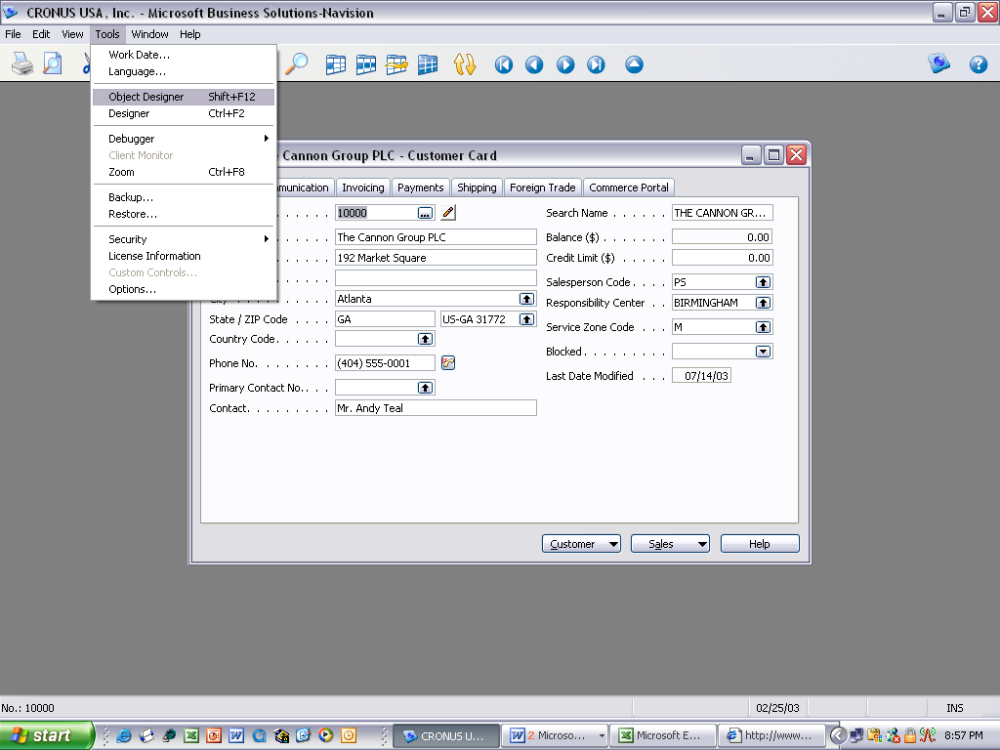 CRONUS USA, Inc. - Microsoft Business Solutions-Navision
File Edit View Tools Window Help
Work Date...
Language...
Object Designer Shift+F12
Designer Ctrl+F2
Debugger
Client Monitor
Zoom Ctrl+F8
Backup...
Restore...
Security
License Information
Custom Controls...
Options...
Cannon Group PLC - Customer Card
Invoicing Payments Shipping Foreign Trade Commerce Portal
10000 ... Search Name . . . . . . THE CANNON GR...
The Cannon Group PLC Balance ($) . . . . . . . 0.00
192 Market Square Credit Limit ($) . . . . . 0.00
Salesperson Code . . . . PS
Atlanta Responsibility Center . . BIRMINGHAM
State / ZIP Code . . . . GA US-GA 31772 Service Zone Code . . . M
Country Code. . . . . .
Blocked. . . . . . . . .
Phone No. . . . . . . . (404) 555-0001
Last Date Modified . . . 07/14/03
Primary Contact No. . . .
Contact. . . . . . . . . Mr. Andy Teal
Customer Sales Help
No.: 10000 02/25/03 INS
start CRONUS U... 2 Microso... Microsoft E... http://www... 8:57 PM